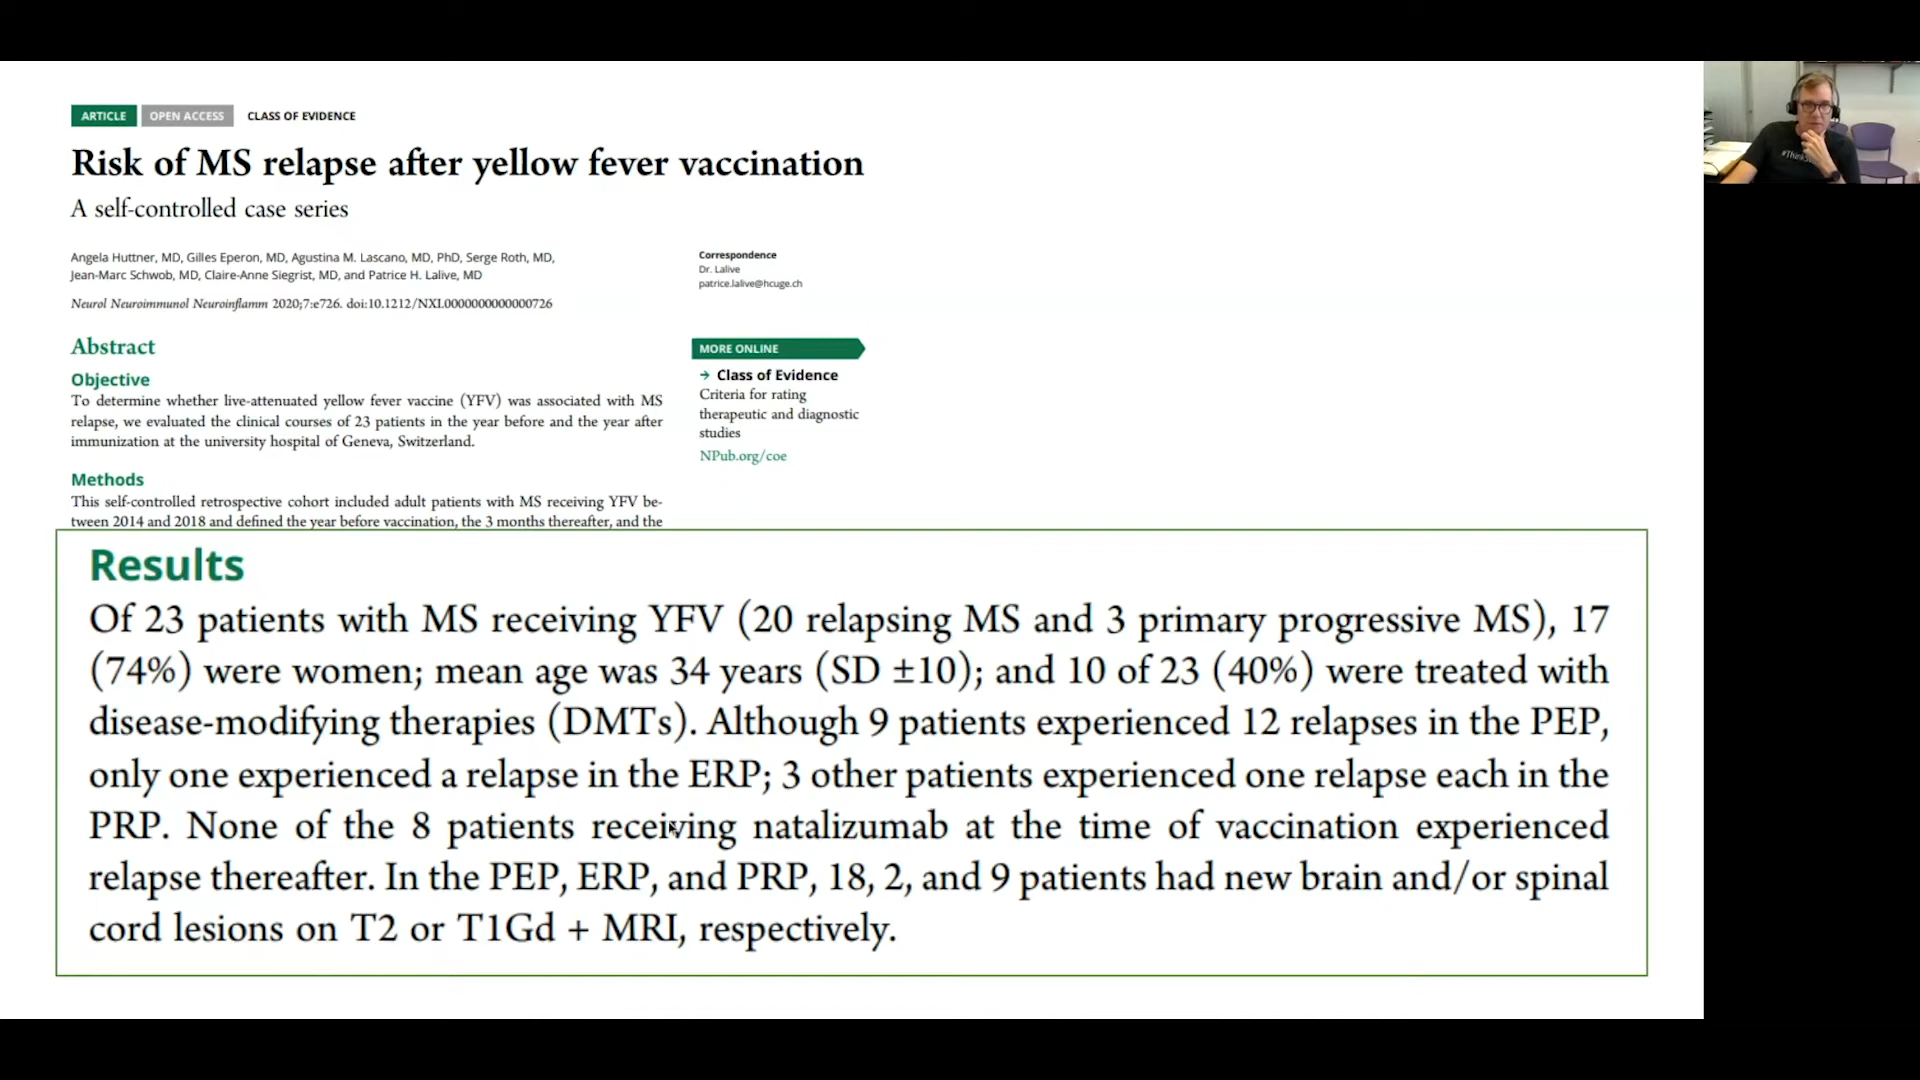 ARTICLE OPEN ACCESS CLASS OF EVIDENCE
Risk of MS relapse after yellow fever vaccination
A self-controlled case series
Angela Huttner, MD, Gilles Eperon, MD, Agustina M. Lascano, MD, PhD, Serge Roth, MD,
Jean-Marc Schwob, MD, Claire-Anne Siegrist, MD, and Patrice H. Lalive, MD
Neurol Neuroimmunol Neuroinflamm 2020;7:e726. doi:10.1212/NXI.0000000000000726
Correspondence
Dr. Lalive
patrice.lalive@hcuge.ch
Abstract
Objective
To determine whether live-attenuated yellow fever vaccine (YFV) was associated with MS
relapse, we evaluated the clinical courses of 23 patients in the year before and the year after
immunization at the university hospital of Geneva, Switzerland.
Methods
This self-controlled retrospective cohort included adult patients with MS receiving YFV be-
tween 2014 and 2018 and defined the year before vaccination, the 3 months thereafter, and the
MORE ONLINE
→ Class of Evidence
Criteria for rating
therapeutic and diagnostic
studies
NPub.org/coe
Results
Of 23 patients with MS receiving YFV (20 relapsing MS and 3 primary progressive MS), 17
(74%) were women; mean age was 34 years (SD ±10); and 10 of 23 (40%) were treated with
disease-modifying therapies (DMTs). Although 9 patients experienced 12 relapses in the PEP,
only one experienced a relapse in the ERP; 3 other patients experienced one relapse each in the
PRP. None of the 8 patients receiving natalizumab at the time of vaccination experienced
relapse thereafter. In the PEP, ERP, and PRP, 18, 2, and 9 patients had new brain and/or spinal
cord lesions on T2 or T1Gd + MRI, respectively.